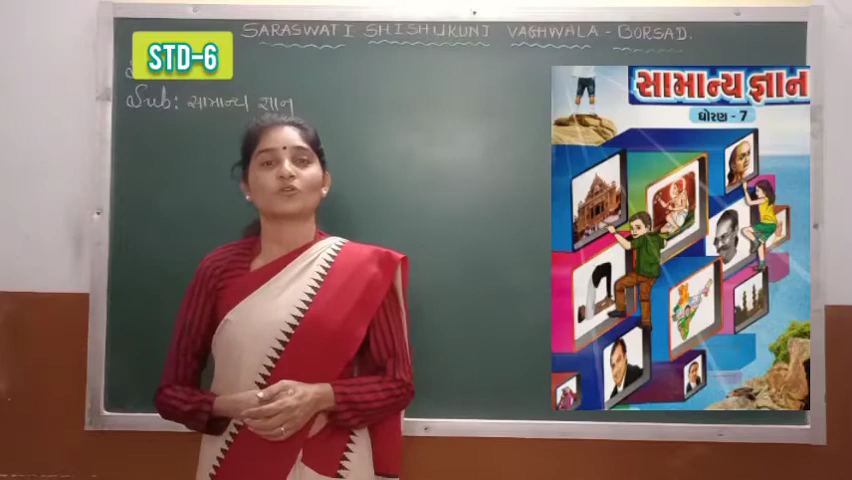 SARASWATI SHISHUKUNJ VAGHWALA - BORSAD.
STD-6
Sub: સામાન્ય જ્ઞાન
સામાન્ય જ્ઞાન
ધોરણ - 7